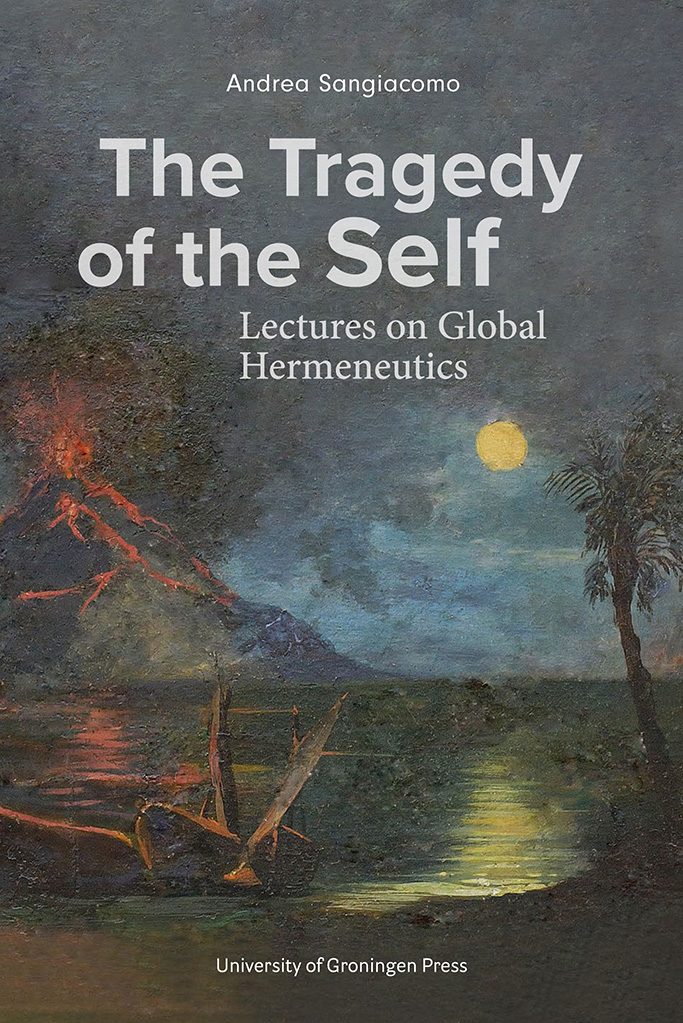 Andrea Sangiacomo
The Tragedy
of the Self
Lectures on Global
Hermeneutics
University of Groningen Press